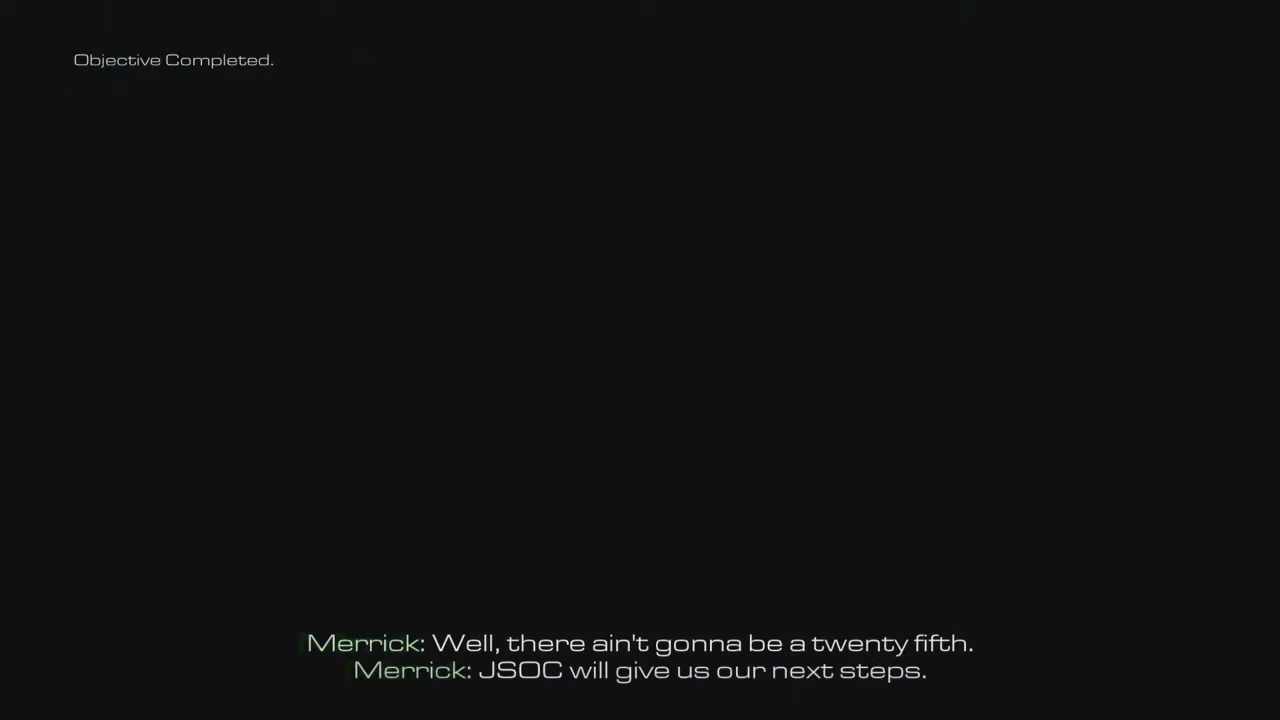 Objective Completed.
Merrick: Well, there ain't gonna be a twenty fifth.
Merrick: JSOC will give us our next steps.